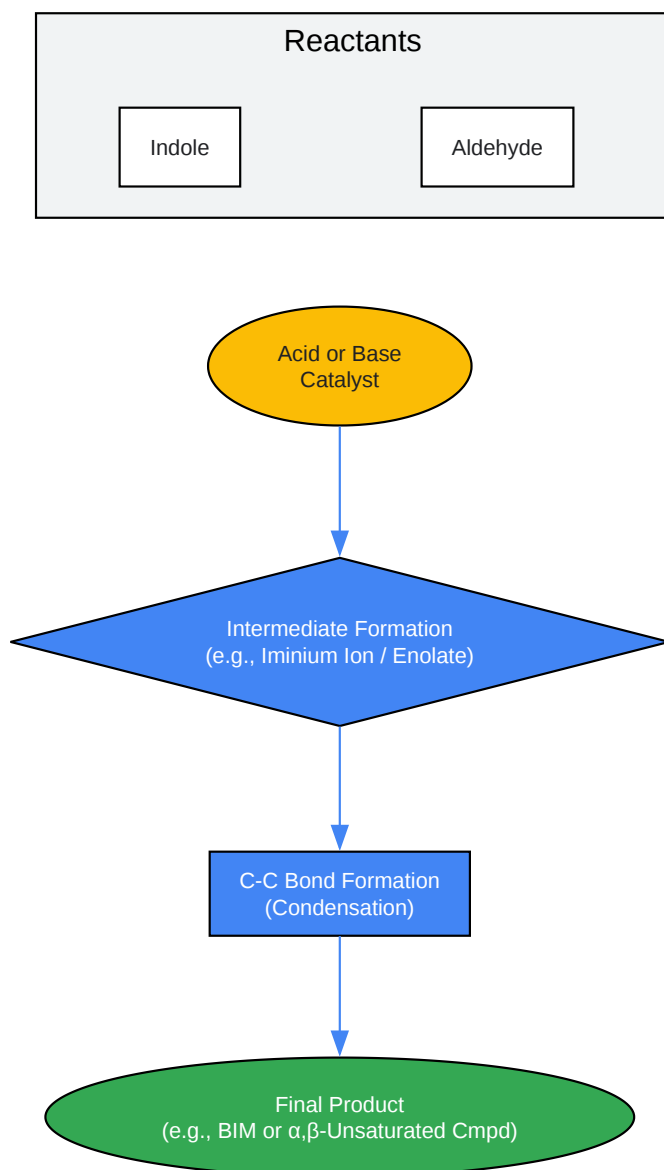 Reactants
Indole
Aldehyde
Acid or Base
Catalyst
Intermediate Formation
(e.g., Iminium Ion / Enolate)
C-C Bond Formation
(Condensation)
Final Product
(e.g., BIM or α,β-Unsaturated Cmpd)